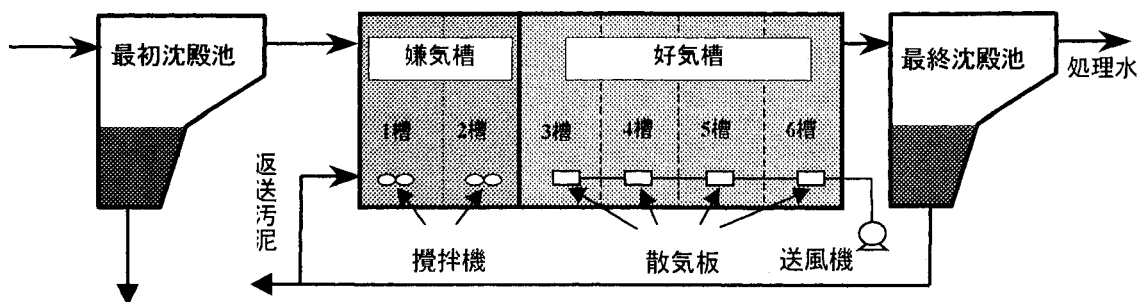 最初沈殿池
嫌気槽
好気槽
最終沈殿池
処理水
1槽
2槽
3槽
4槽
5槽
6槽
返送汚泥
攪拌機
散気板
送風機